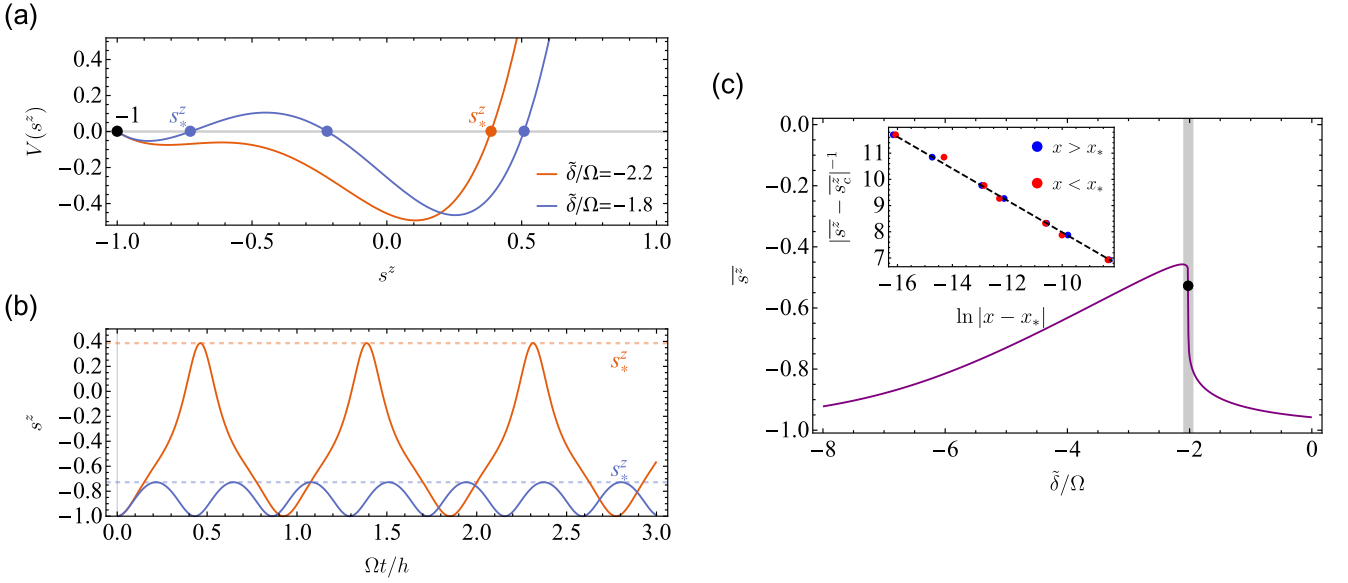 (a)
V(s^z)
0.4
0.2
0.0
−0.2
−0.4
−1
s^z_*
s^z_*
δ̃/Ω=−2.2
δ̃/Ω=−1.8
−1.0 −0.5 0.0 0.5 1.0
s^z
(b)
s^z
0.4
0.2
0.0
−0.2
−0.4
−0.6
−0.8
−1.0
s^z_*
s^z_*
0.0 0.5 1.0 1.5 2.0 2.5 3.0
Ωt/h
(c)
\overline{s^z}
0.0
−0.2
−0.4
−0.6
−0.8
−1.0
|\overline{s^z} − \overline{s^z_c}|^{−1}
11
10
9
8
7
x > x_*
x < x_*
−16 −14 −12 −10
ln |x − x_*|
−8 −6 −4 −2 0
δ̃/Ω